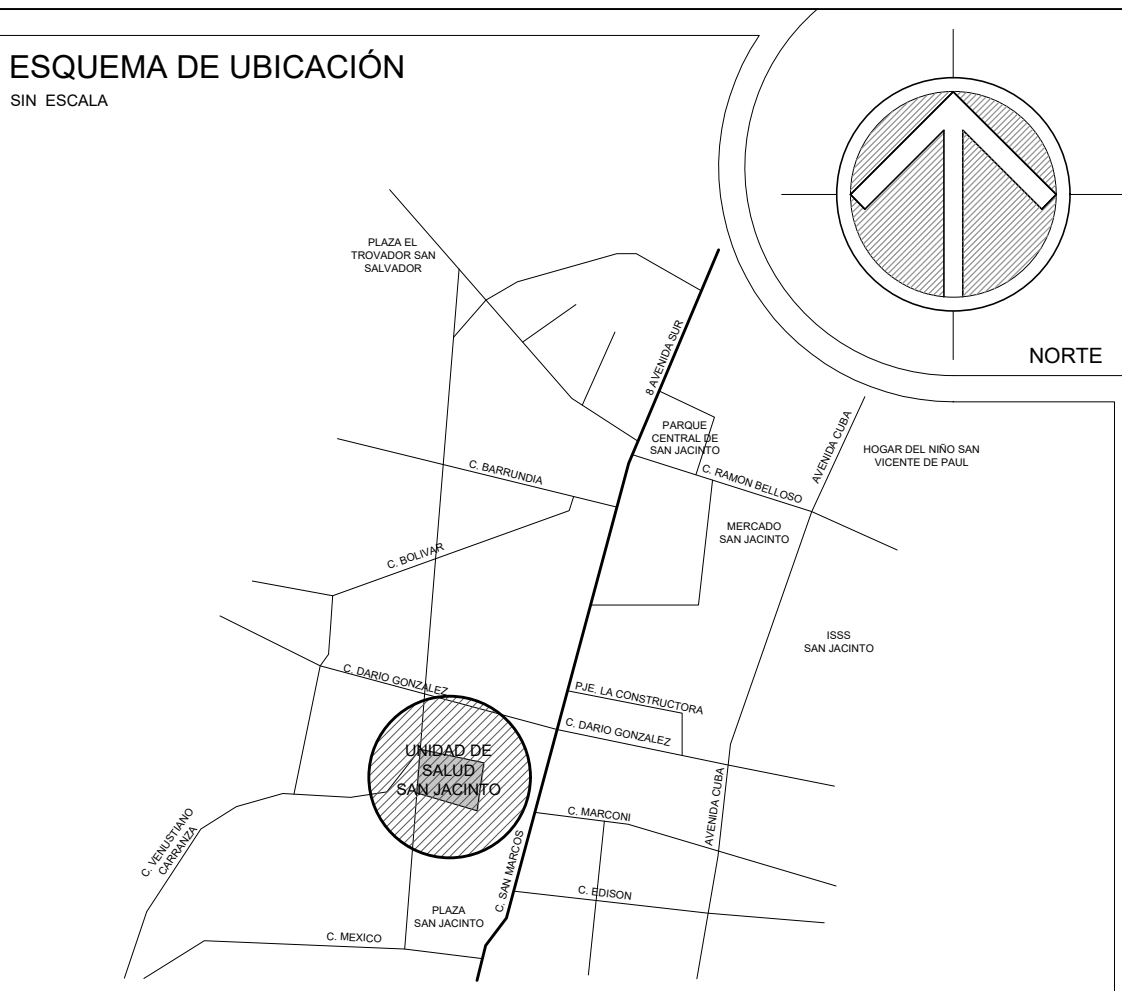 ESQUEMA DE UBICACIÓN
SIN ESCALA
NORTE
PLAZA EL
TROVADOR SAN
SALVADOR
8 AVENIDA SUR
PARQUE
CENTRAL DE
SAN JACINTO
AVENIDA CUBA
HOGAR DEL NIÑO SAN
VICENTE DE PAUL
C. BARRUNDIA
C. RAMON BELLOSO
MERCADO
SAN JACINTO
C. BOLIVAR
ISSS
SAN JACINTO
C. DARIO GONZALEZ
PJE. LA CONSTRUCTORA
C. DARIO GONZALEZ
UNIDAD DE
SALUD
SAN JACINTO
AVENIDA CUBA
C. MARCONI
C. VENUSTIANO
CARRANZA
C. SAN MARCOS
C. EDISON
PLAZA
SAN JACINTO
C. MEXICO